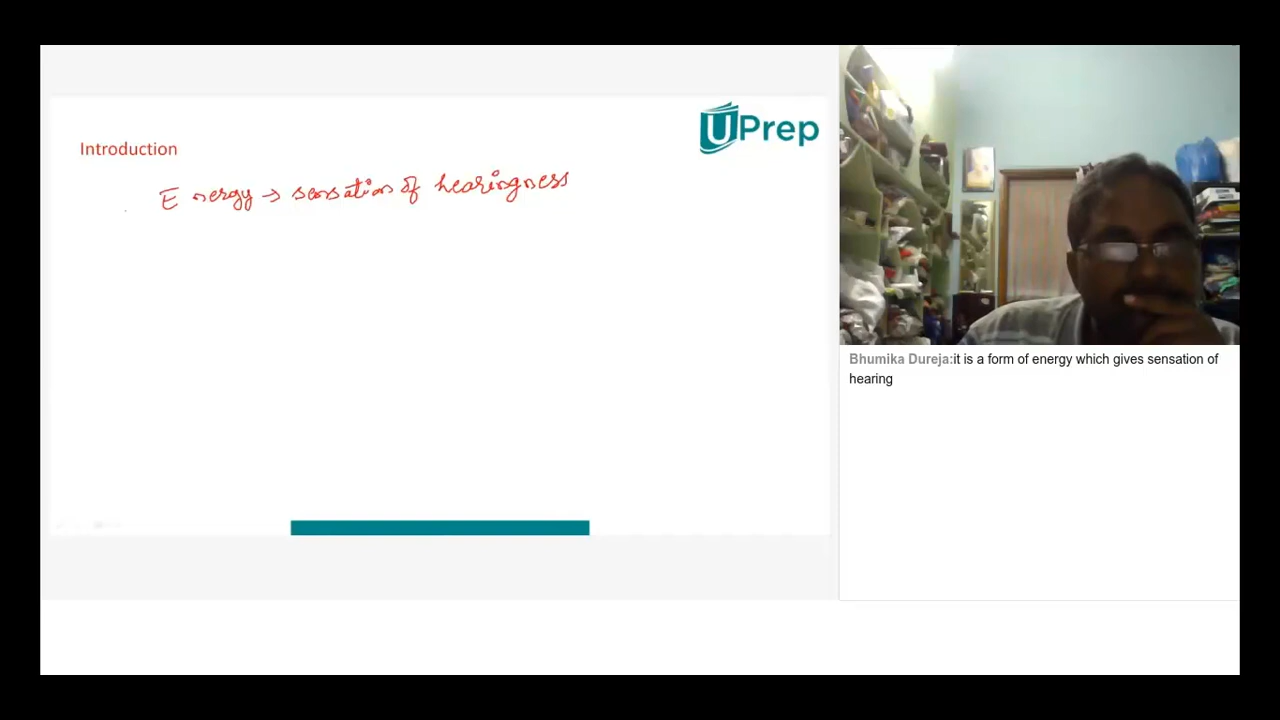 UPrep
Introduction
Energy → sensation of hearingness
Bhumika Dureja:it is a form of energy which gives sensation of
hearing